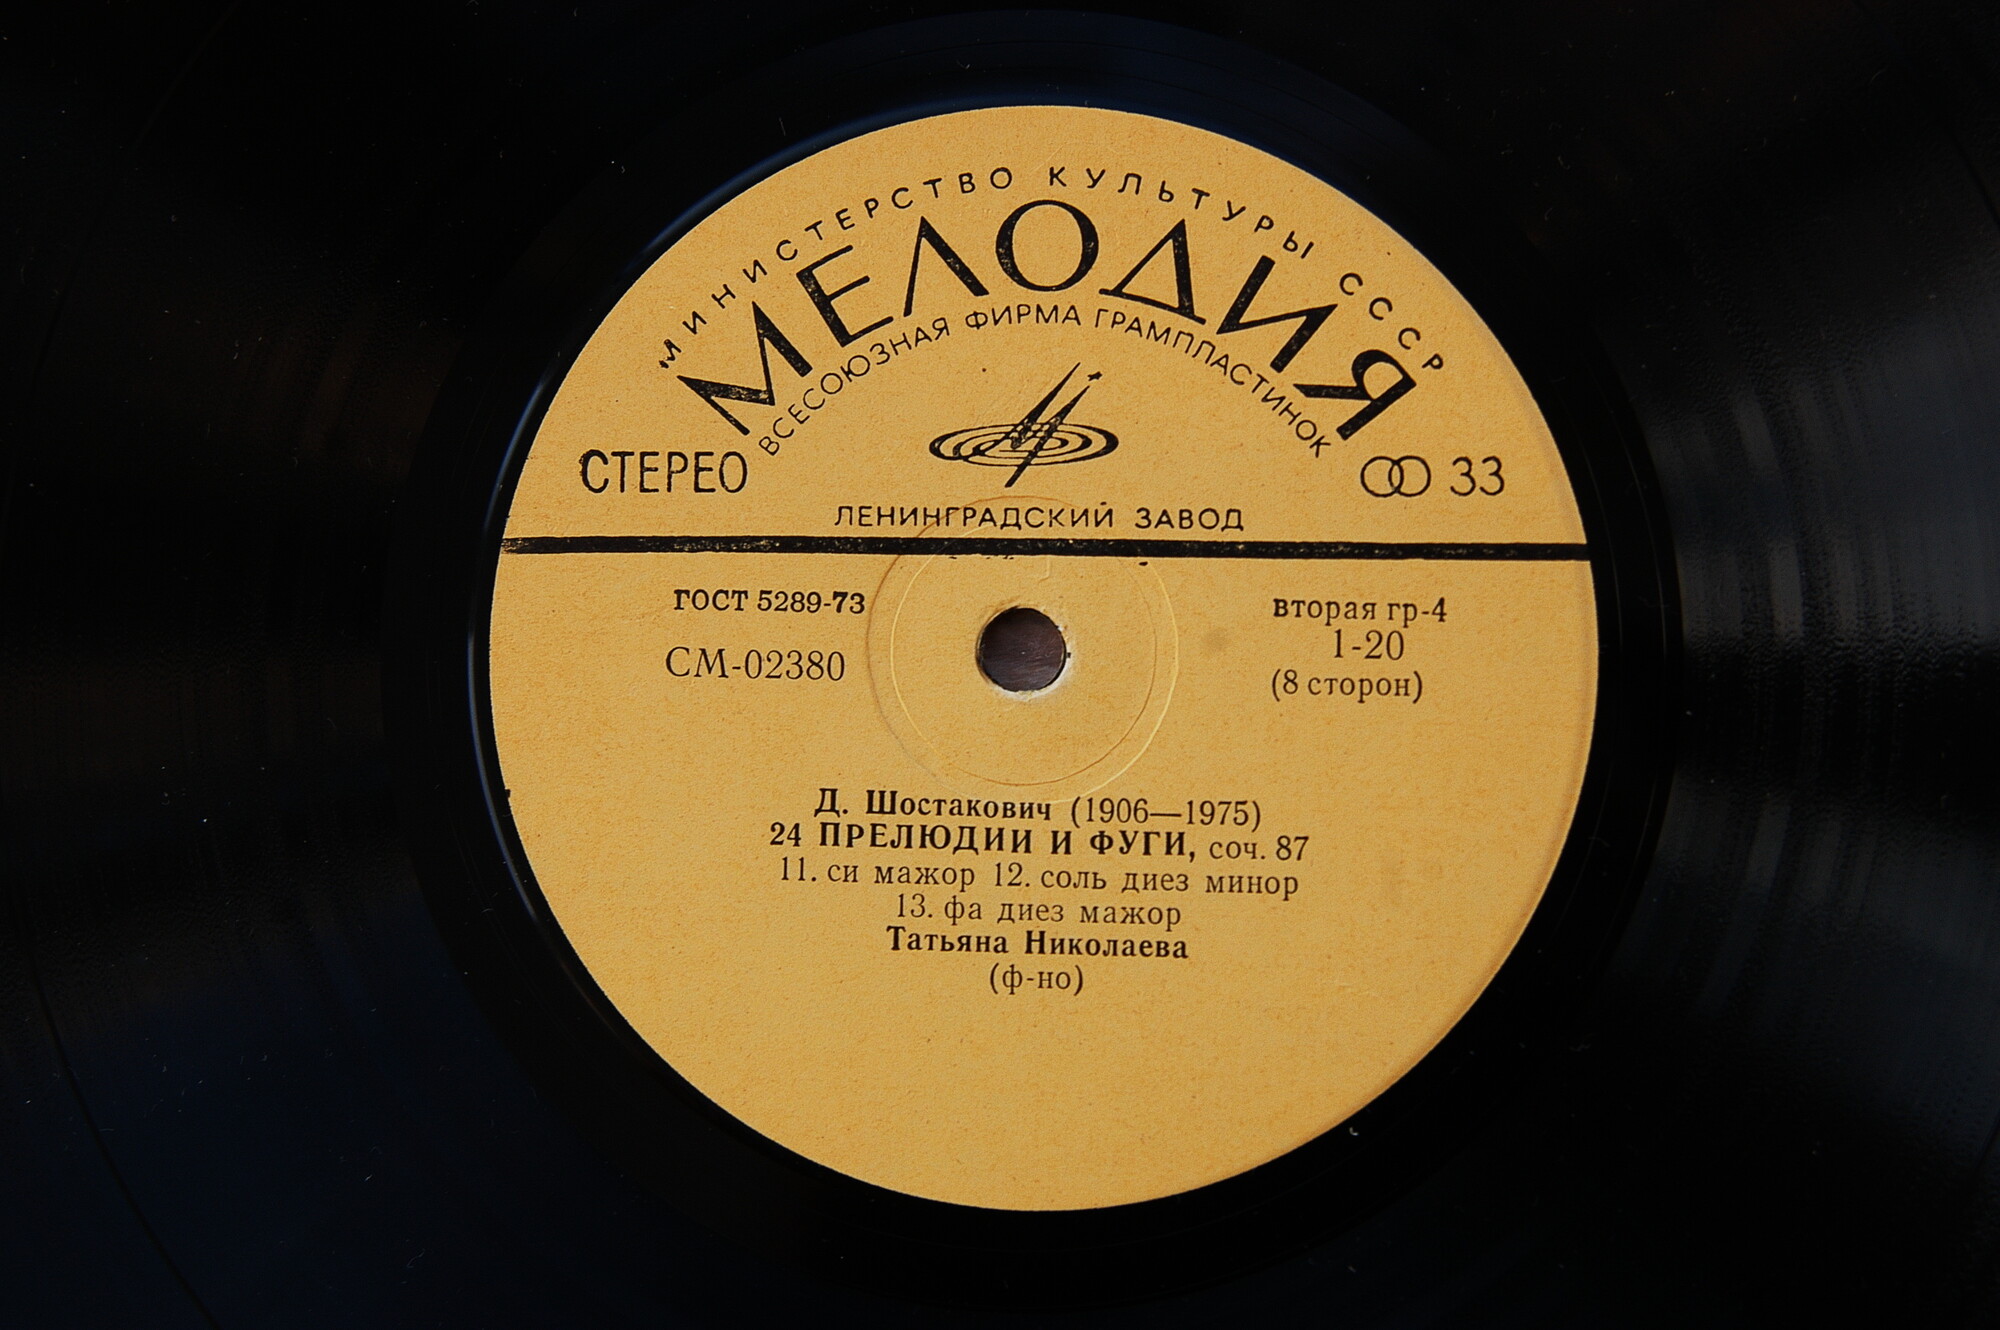 МИНИСТЕРСТВО КУЛЬТУРЫ СССР
МЕЛОДИЯ
ВСЕСОЮЗНАЯ ФИРМА ГРАМПЛАСТИНОК
СТЕРЕО
33
ЛЕНИНГРАДСКИЙ ЗАВОД
ГОСТ 5289-73
вторая гр-4
СМ-02380
1-20
(8 сторон)
Д. Шостакович (1906—1975)
24 ПРЕЛЮДИИ И ФУГИ, соч. 87
11. си мажор 12. соль диез минор
13. фа диез мажор
Татьяна Николаева
(ф-но)